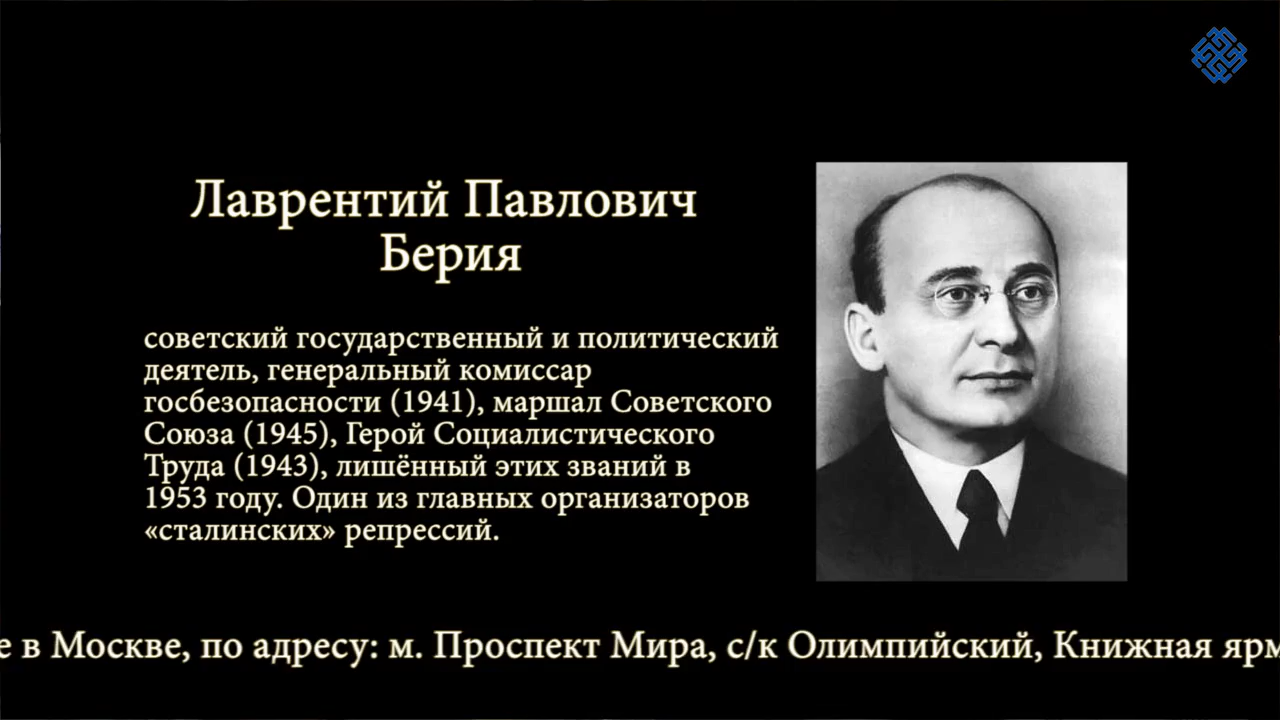 Лаврентий Павлович
Берия
советский государственный и политический
деятель, генеральный комиссар
госбезопасности (1941), маршал Советского
Союза (1945), Герой Социалистического
Труда (1943), лишённый этих званий в
1953 году. Один из главных организаторов
«сталинских» репрессий.
е в Москве, по адресу: м. Проспект Мира, с/к Олимпийский, Книжная ярм